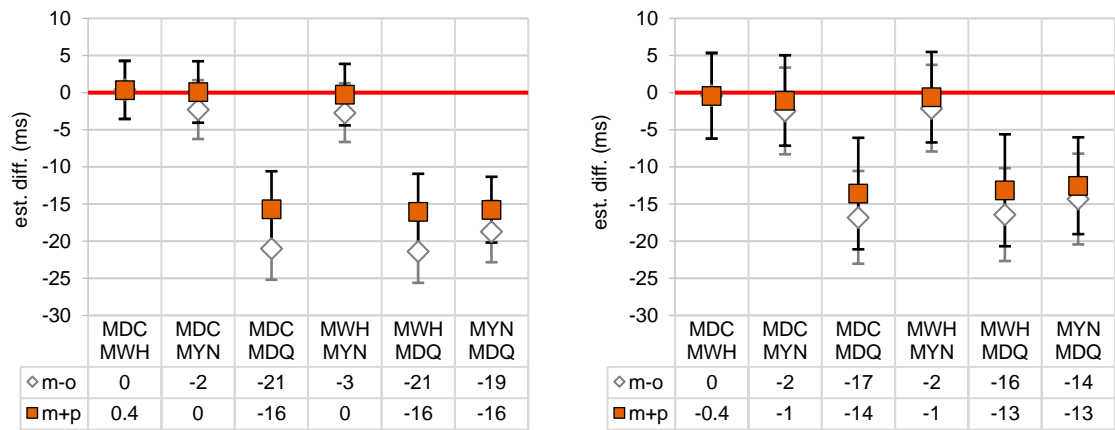 10
5
0
-5
-10
-15
-20
-25
-30
est. diff. (ms)
MDC MDC MDC MWH MWH MYN
MWH MYN MDQ MYN MDQ MDQ
m-o 0 -2 -21 -3 -21 -19
m+p 0.4 0 -16 0 -16 -16
10
5
0
-5
-10
-15
-20
-25
-30
est. diff. (ms)
MDC MDC MDC MWH MWH MYN
MWH MYN MDQ MYN MDQ MDQ
m-o 0 -2 -17 -2 -16 -14
m+p -0.4 -1 -14 -1 -13 -13